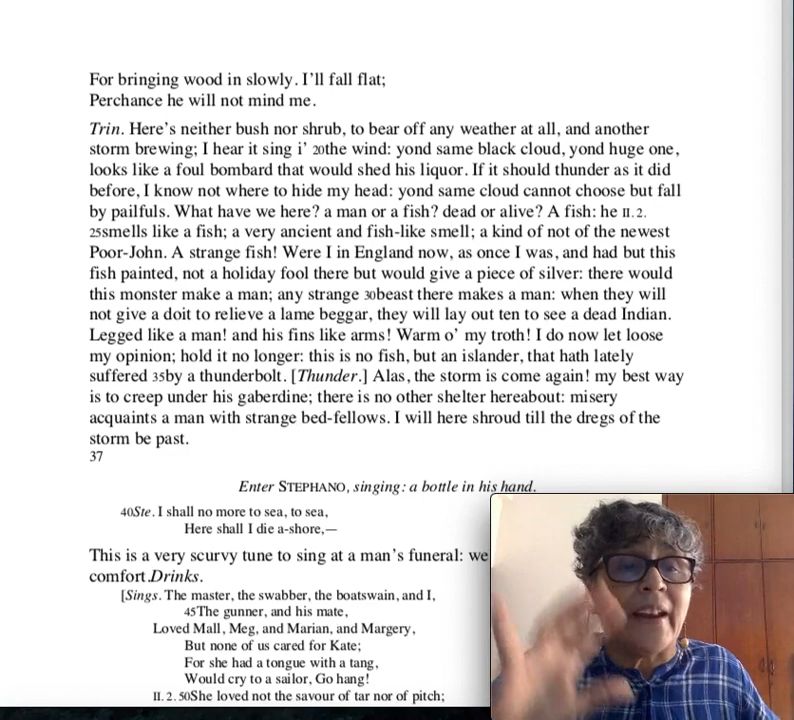 For bringing wood in slowly. I’ll fall flat;
Perchance he will not mind me.
Trin. Here’s neither bush nor shrub, to bear off any weather at all, and another
storm brewing; I hear it sing i’ 20the wind: yond same black cloud, yond huge one,
looks like a foul bombard that would shed his liquor. If it should thunder as it did
before, I know not where to hide my head: yond same cloud cannot choose but fall
by pailfuls. What have we here? a man or a fish? dead or alive? A fish: he II. 2.
25smells like a fish; a very ancient and fish-like smell; a kind of not of the newest
Poor-John. A strange fish! Were I in England now, as once I was, and had but this
fish painted, not a holiday fool there but would give a piece of silver: there would
this monster make a man; any strange 30beast there makes a man: when they will
not give a doit to relieve a lame beggar, they will lay out ten to see a dead Indian.
Legged like a man! and his fins like arms! Warm o’ my troth! I do now let loose
my opinion; hold it no longer: this is no fish, but an islander, that hath lately
suffered 35by a thunderbolt. [Thunder.] Alas, the storm is come again! my best way
is to creep under his gaberdine; there is no other shelter hereabout: misery
acquaints a man with strange bed-fellows. I will here shroud till the dregs of the
storm be past.
37
Enter STEPHANO, singing: a bottle in his hand.
40Ste. I shall no more to sea, to sea,
Here shall I die a-shore,—
This is a very scurvy tune to sing at a man’s funeral: we
comfort.Drinks.
[Sings. The master, the swabber, the boatswain, and I,
45The gunner, and his mate,
Loved Mall, Meg, and Marian, and Margery,
But none of us cared for Kate;
For she had a tongue with a tang,
Would cry to a sailor, Go hang!
II. 2. 50She loved not the savour of tar nor of pitch;